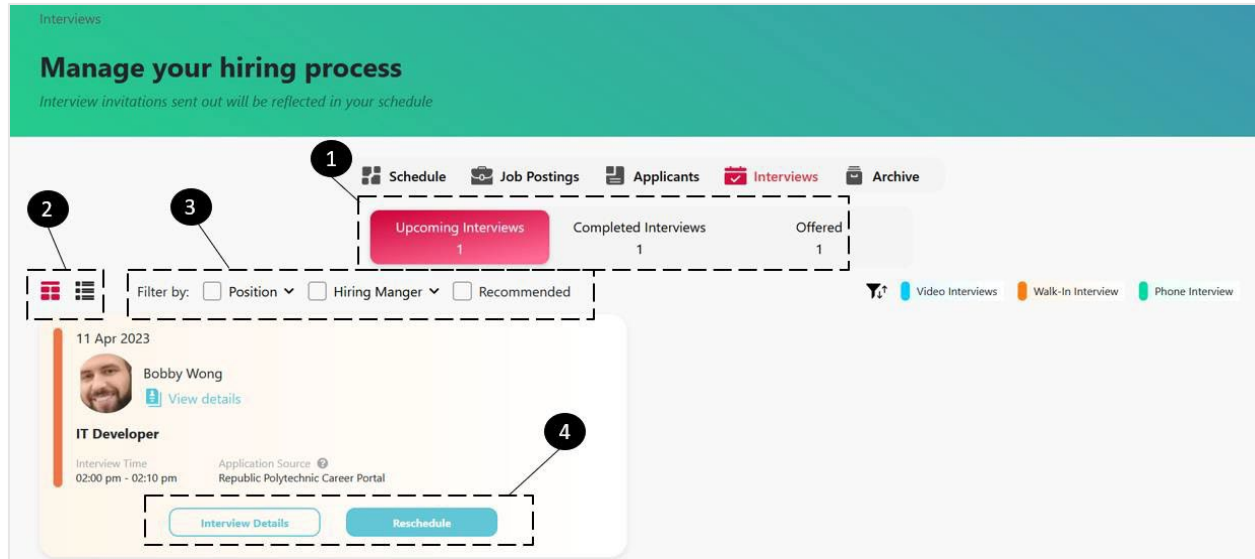 Interviews
Manage your hiring process
Interview invitations sent out will be reflected in your schedule
1
Schedule Job Postings Applicants Interviews Archive
2
3
Upcoming Interviews Completed Interviews Offered
1 1 1
Filter by: Position Hiring Manger Recommended Video Interviews Walk-In Interview Phone Interview
11 Apr 2023
Bobby Wong
View details
IT Developer
4
Interview Time Application Source ?
02:00 pm - 02:10 pm Republic Polytechnic Career Portal
Interview Details Reschedule